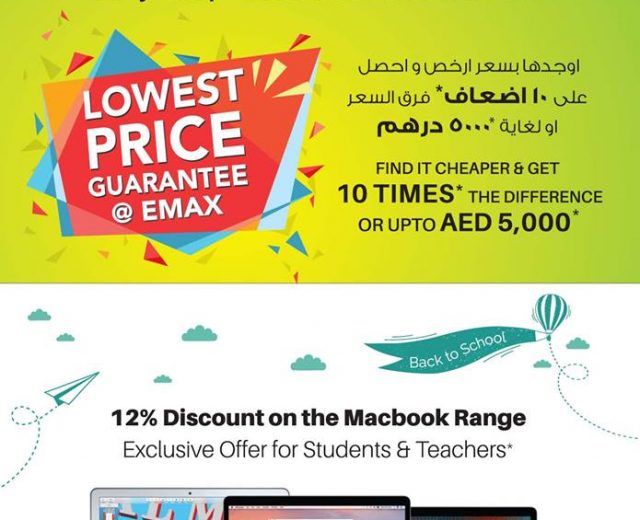 LOWEST
PRICE
GUARANTEE
@ EMAX
اوجدها بسعر ارخص و احصل
على ١٠ اضعاف* فرق السعر
او لغاية ٥٠٠٠* درهم
FIND IT CHEAPER & GET
10 TIMES* THE DIFFERENCE
OR UPTO AED 5,000*
Back to School
12% Discount on the Macbook Range
Exclusive Offer for Students & Teachers*